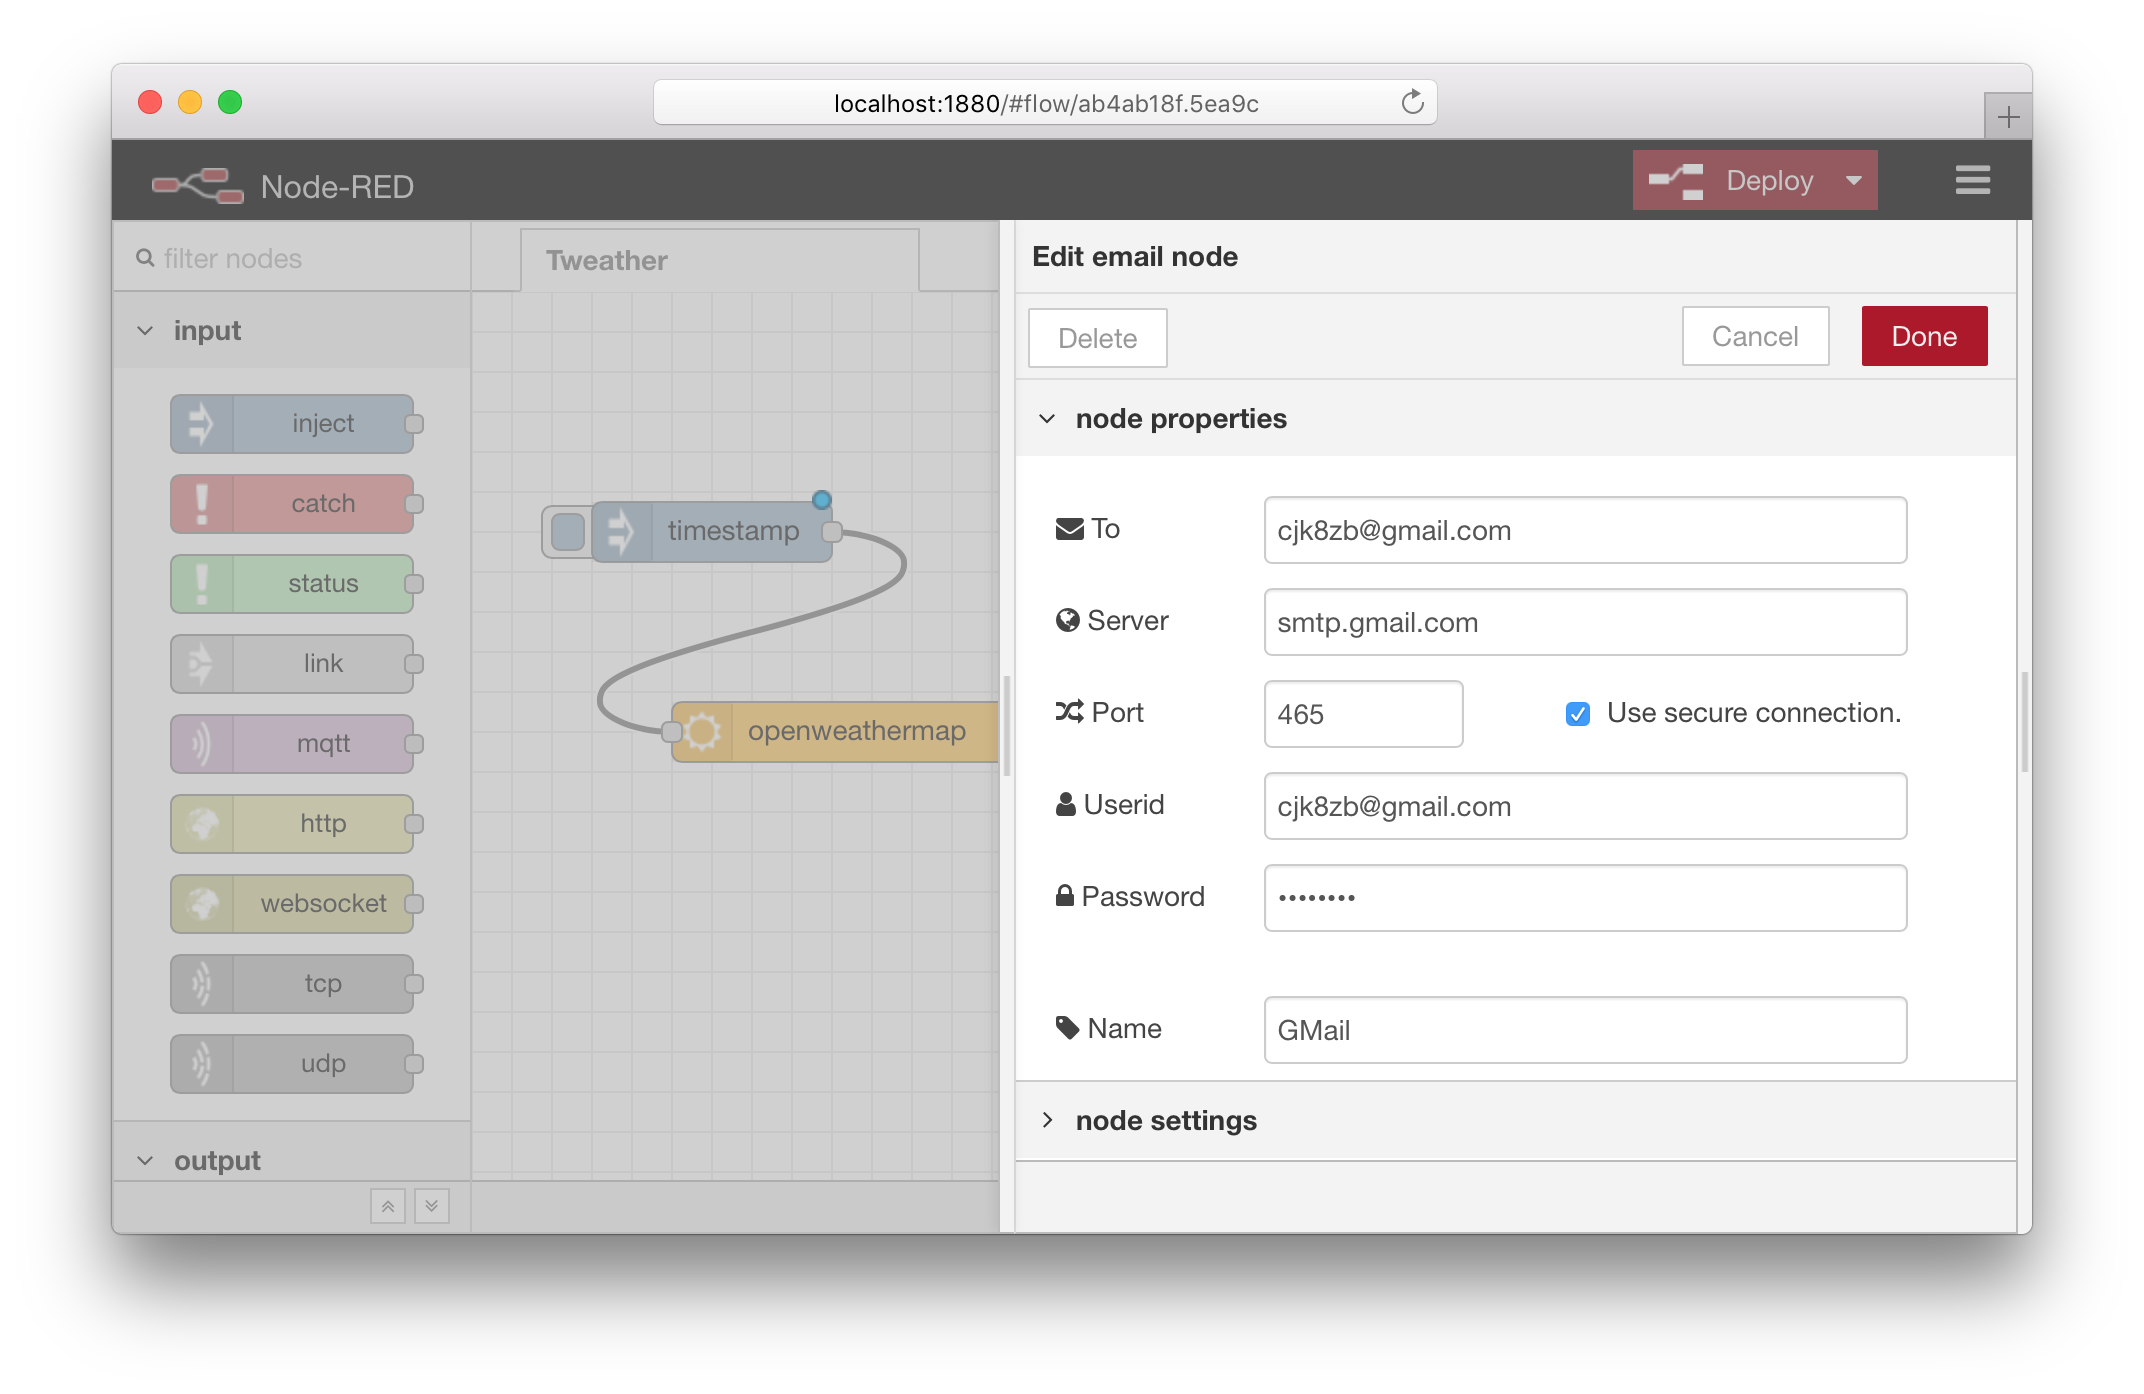 localhost:1880/#flow/ab4ab18f.5ea9c
Node-RED
Deploy
filter nodes
input
inject
catch
status
link
mqtt
http
websocket
tcp
udp
output
Tweather
timestamp
openweathermap
Edit email node
Delete
Cancel
Done
node properties
To
cjk8zb@gmail.com
Server
smtp.gmail.com
Port
465
Use secure connection.
Userid
cjk8zb@gmail.com
Password
••••••••
Name
GMail
node settings